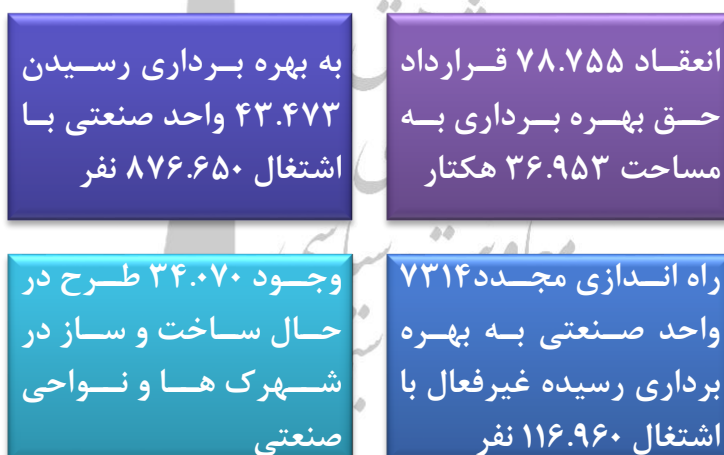 انعقاد ۷۸.۷۵۵ قرارداد
حق بهره برداری به
مساحت ۳۶.۹۵۳ هکتار
به بهره برداری رسیدن
۴۳.۴۷۳ واحد صنعتی با
اشتغال ۸۷۶.۶۵۰ نفر
راه اندازی مجدد۷۳۱۴
واحد صنعتی به بهره
برداری رسیده غیرفعال با
اشتغال ۱۱۶.۹۶۰ نفر
وجود ۳۴.۰۷۰ طرح در
حال ساخت و ساز در
شهرک ها و نواحی
صنعتی